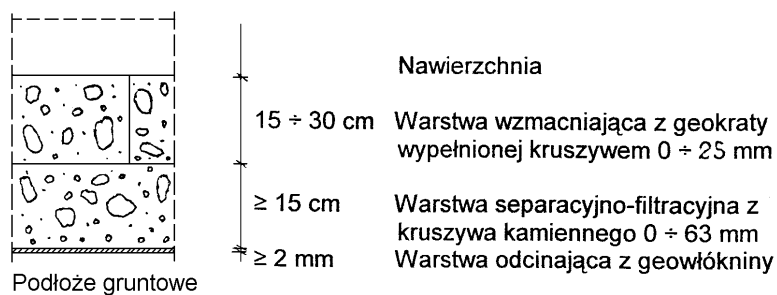 Nawierzchnia
15 ÷ 30 cm Warstwa wzmacniająca z geokraty
wypełnionej kruszywem 0 ÷ 25 mm
≥ 15 cm Warstwa separacyjno-filtracyjna z
kruszywa kamiennego 0 ÷ 63 mm
≥ 2 mm Warstwa odcinająca z geowłókniny
Podłoże gruntowe